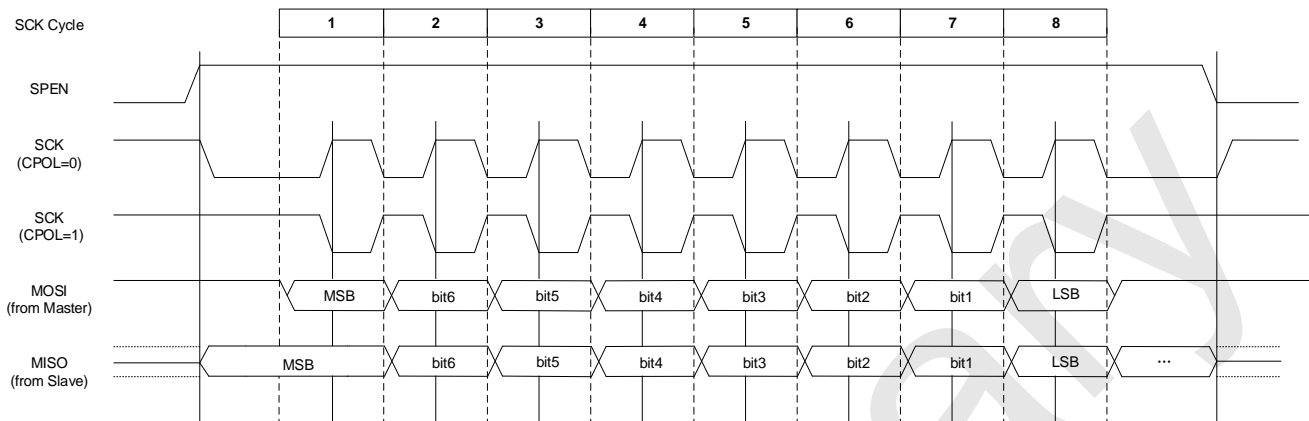 SCK Cycle 1 2 3 4 5 6 7 8
SPEN
SCK
(CPOL=0)
SCK
(CPOL=1)
MOSI
(from Master)
MSB bit6 bit5 bit4 bit3 bit2 bit1 LSB
MISO
(from Slave)
MSB bit6 bit5 bit4 bit3 bit2 bit1 LSB ...
ary